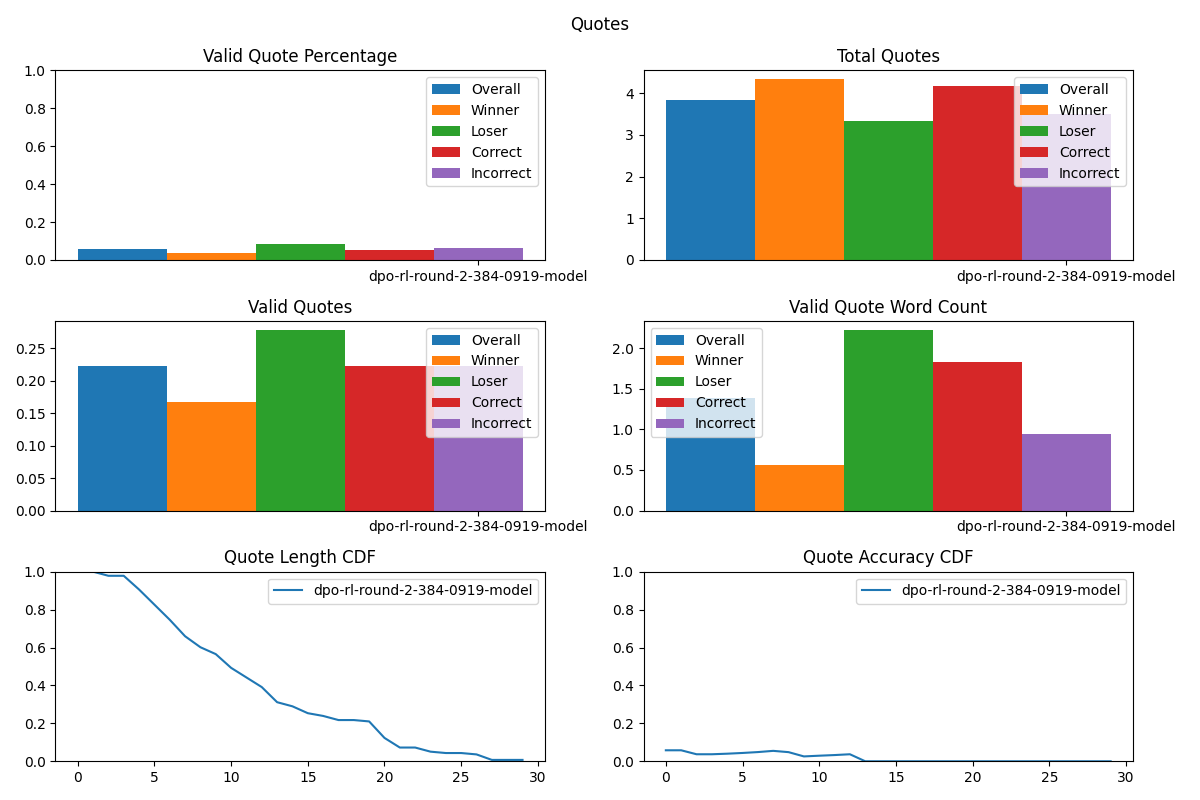 Quotes
Valid Quote Percentage
1.0
0.8
0.6
0.4
0.2
0.0
Overall
Winner
Loser
Correct
Incorrect
dpo-rl-round-2-384-0919-model
Total Quotes
4
3
2
1
0
Overall
Winner
Loser
Correct
Incorrect
dpo-rl-round-2-384-0919-model
Valid Quotes
0.25
0.20
0.15
0.10
0.05
0.00
Overall
Winner
Loser
Correct
Incorrect
dpo-rl-round-2-384-0919-model
Valid Quote Word Count
2.0
1.5
1.0
0.5
0.0
Overall
Winner
Loser
Correct
Incorrect
dpo-rl-round-2-384-0919-model
Quote Length CDF
1.0
0.8
0.6
0.4
0.2
0.0
dpo-rl-round-2-384-0919-model
0 5 10 15 20 25 30
Quote Accuracy CDF
1.0
0.8
0.6
0.4
0.2
0.0
dpo-rl-round-2-384-0919-model
0 5 10 15 20 25 30